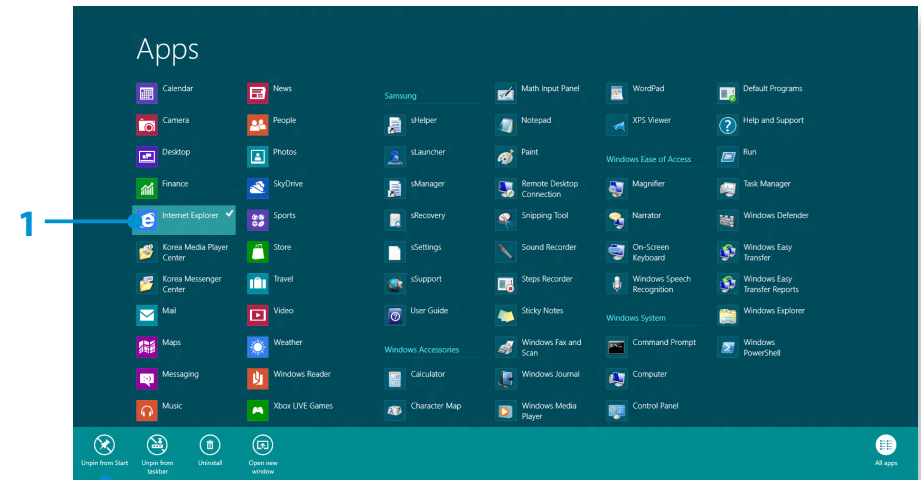 Apps
1
Calendar
Camera
Desktop
Finance
Internet Explorer
Korea Media Player
Center
Korea Messenger
Center
Mail
Maps
Messaging
Music
News
People
Photos
SkyDrive
Sports
Store
Travel
Video
Weather
Windows Reader
Xbox LIVE Games
Samsung
sHelper
sLauncher
sManager
sRecovery
sSettings
sSupport
User Guide
Windows Accessories
Calculator
Character Map
Math Input Panel
Notepad
Paint
Remote Desktop
Connection
Snipping Tool
Sound Recorder
Steps Recorder
Sticky Notes
Windows Fax and
Scan
Windows Journal
Windows Media
Player
WordPad
XPS Viewer
Windows Ease of Access
Magnifier
Narrator
On-Screen
Keyboard
Windows Speech
Recognition
Windows System
Command Prompt
Computer
Control Panel
Default Programs
Help and Support
Run
Task Manager
Windows Defender
Windows Easy
Transfer
Windows Easy
Transfer Reports
Windows Explorer
Windows
PowerShell
Unpin from Start
Unpin from
taskbar
Uninstall
Open new
window
All apps